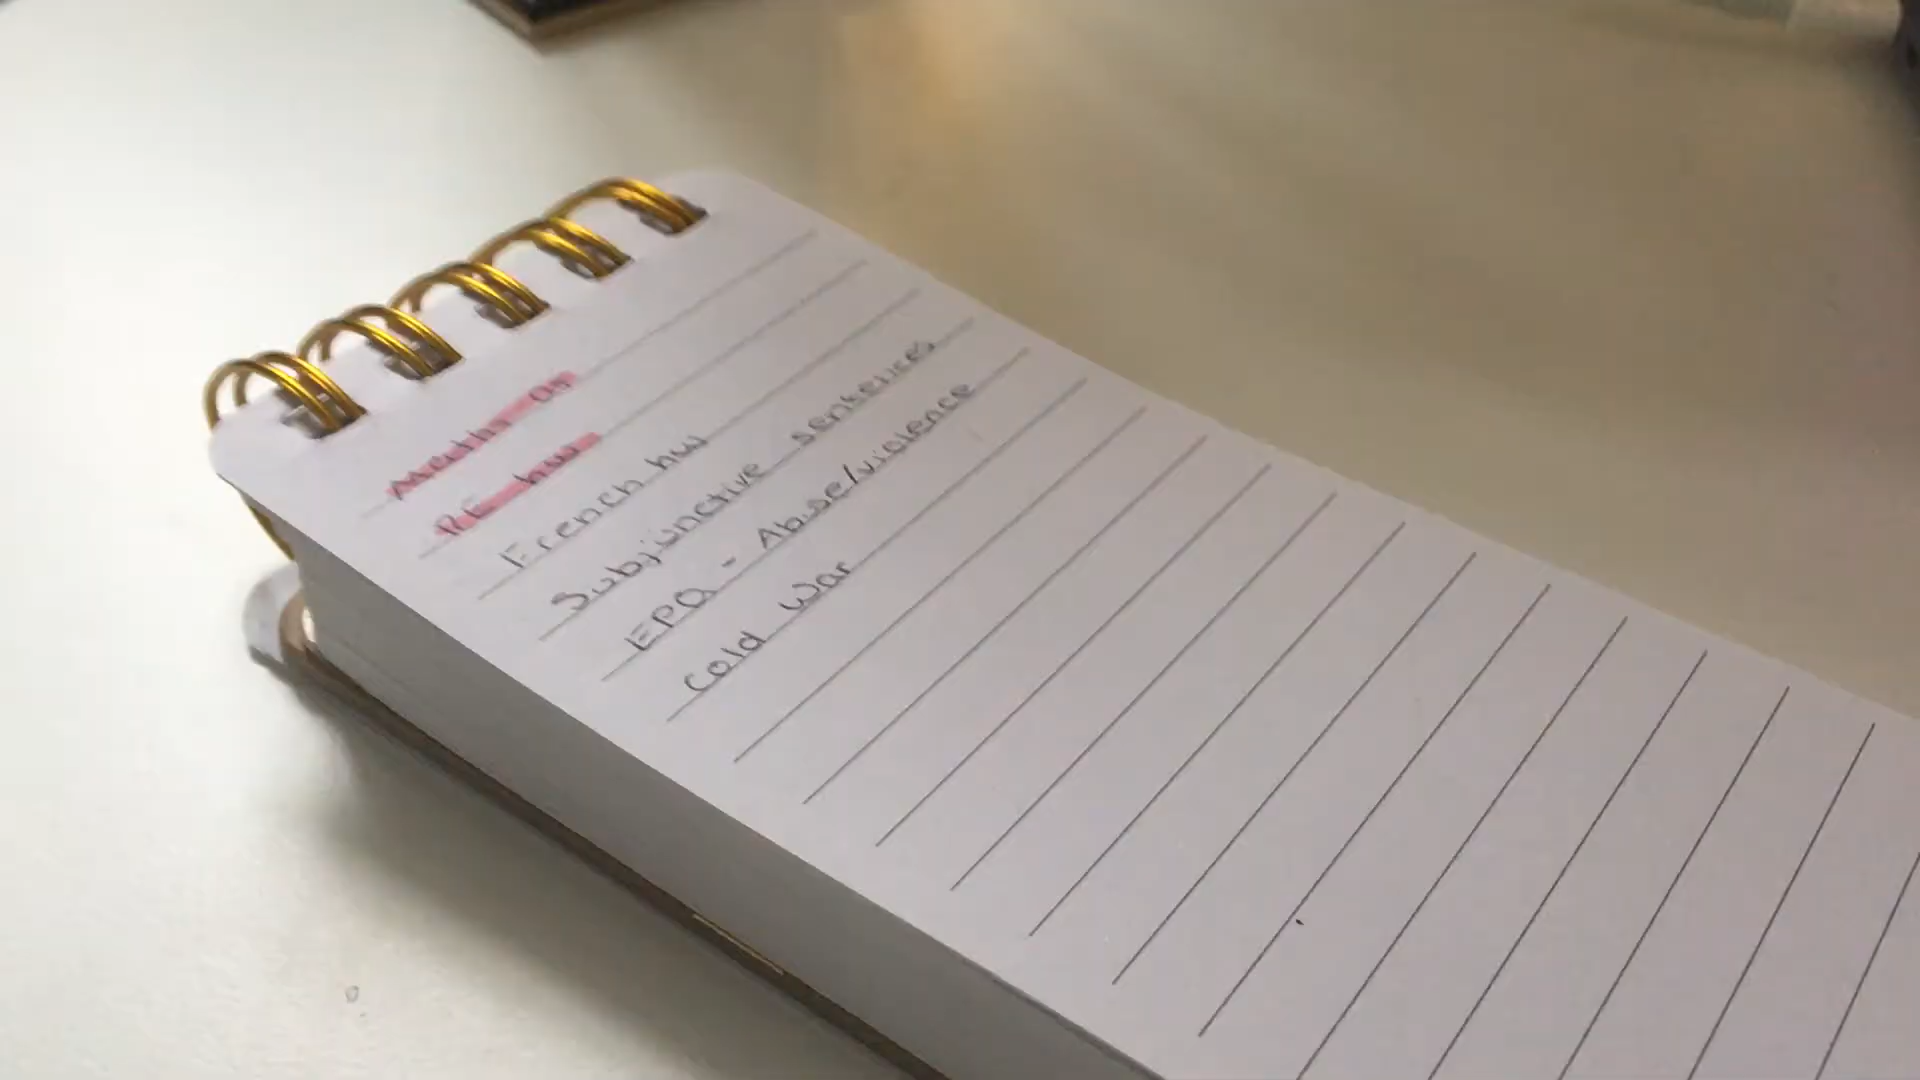 Maths Qs
RE hw
French hw
Subjunctive sentences
EPQ - Abuse/violence
Cold War